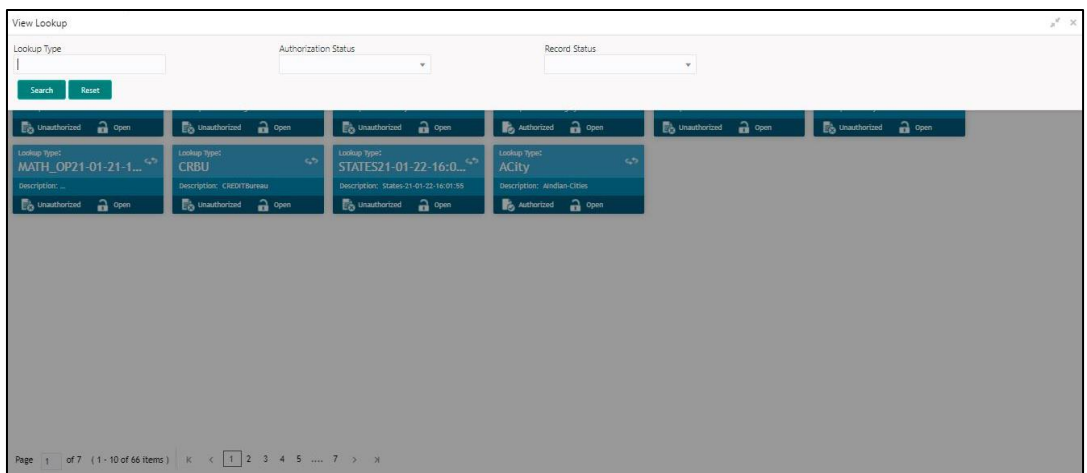 View Lookup
Lookup Type Authorization Status Record Status
Search Reset
Unauthorized Open Unauthorized Open Unauthorized Open Authorized Open Unauthorized Open Unauthorized Open
Lookup Type: Lookup Type: Lookup Type: Lookup Type:
MATH_OP21-01-21-1... CRBU STATES21-01-22-16:0... ACity
Description: ... Description: CREDITBureau Description: States-21-01-22-16:01:55 Description: Aindian-Cities
Unauthorized Open Unauthorized Open Unauthorized Open Authorized Open
Page 1 of 7 ( 1 - 10 of 66 items ) K < 1 2 3 4 5 .... 7 > X